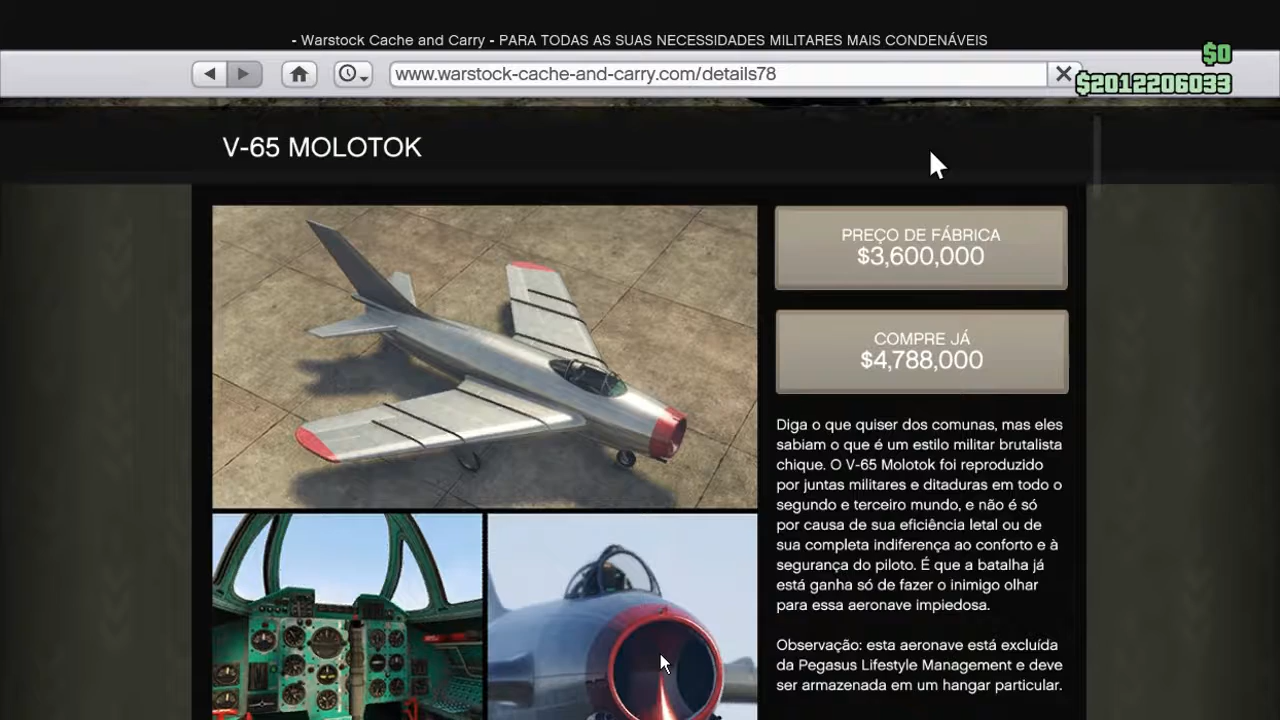 - Warstock Cache and Carry - PARA TODAS AS SUAS NECESSIDADES MILITARES MAIS CONDENÁVEIS
$0
www.warstock-cache-and-carry.com/details78
$2012206033
V-65 MOLOTOK
PREÇO DE FÁBRICA
$3,600,000
COMPRE JÁ
$4,788,000
Diga o que quiser dos comunas, mas eles
sabiam o que é um estilo militar brutalista
chique. O V-65 Molotok foi reproduzido
por juntas militares e ditaduras em todo o
segundo e terceiro mundo, e não é só
por causa de sua eficiência letal ou de
sua completa indiferença ao conforto e à
segurança do piloto. É que a batalha já
está ganha só de fazer o inimigo olhar
para essa aeronave impiedosa.
Observação: esta aeronave está excluída
da Pegasus Lifestyle Management e deve
ser armazenada em um hangar particular.